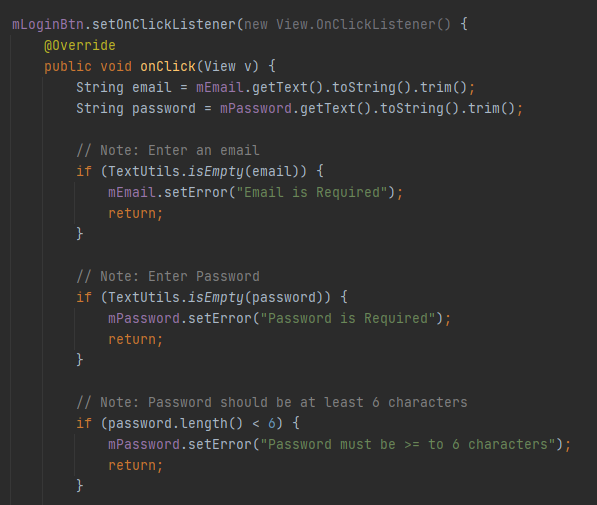 mLoginBtn.setOnClickListener(new View.OnClickListener() {
@Override
public void onClick(View v) {
String email = mEmail.getText().toString().trim();
String password = mPassword.getText().toString().trim();
// Note: Enter an email
if (TextUtils.isEmpty(email)) {
mEmail.setError("Email is Required");
return;
}
// Note: Enter Password
if (TextUtils.isEmpty(password)) {
mPassword.setError("Password is Required");
return;
}
// Note: Password should be at least 6 characters
if (password.length() < 6) {
mPassword.setError("Password must be >= to 6 characters");
return;
}